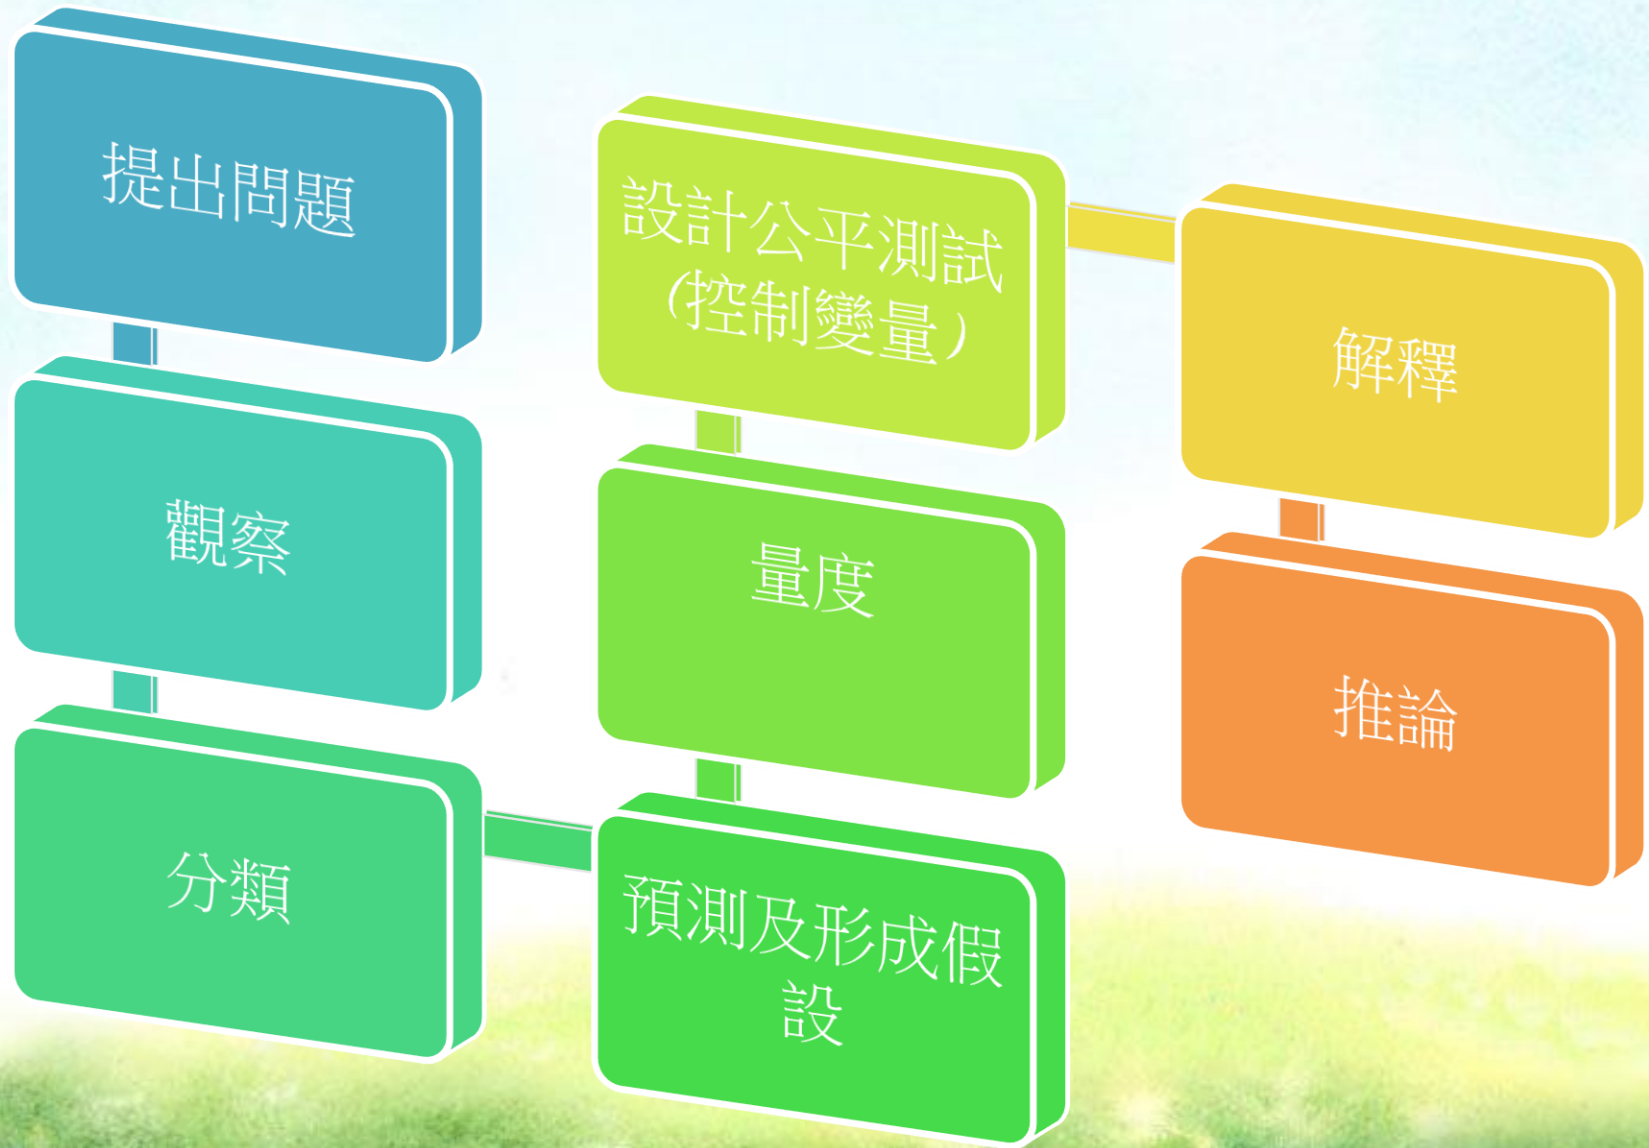 提出問題
觀察
分類
預測及形成假
設
量度
設計公平測試
(控制變量)
解釋
推論